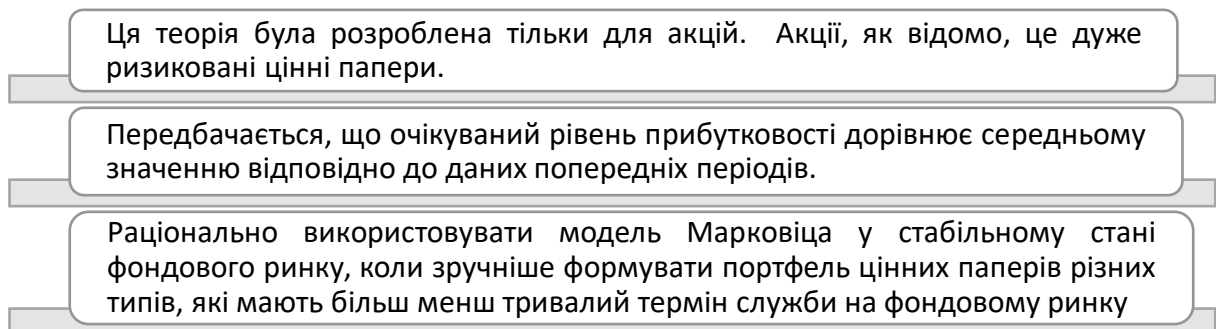 Ця теорія була розроблена тільки для акцій. Акції, як відомо, це дуже
ризиковані цінні папери.
Передбачається, що очікуваний рівень прибутковості дорівнює середньому
значенню відповідно до даних попередніх періодів.
Раціонально використовувати модель Марковіца у стабільному стані
фондового ринку, коли зручніше формувати портфель цінних паперів різних
типів, які мають більш менш тривалий термін служби на фондовому ринку